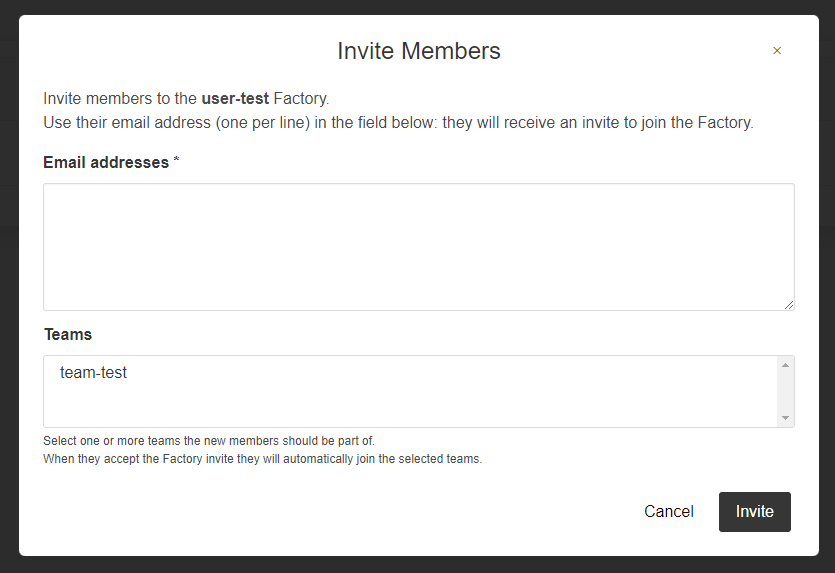 Invite Members
×
Invite members to the user-test Factory.
Use their email address (one per line) in the field below: they will receive an invite to join the Factory.
Email addresses *
Teams
team-test
Select one or more teams the new members should be part of.
When they accept the Factory invite they will automatically join the selected teams.
Cancel Invite